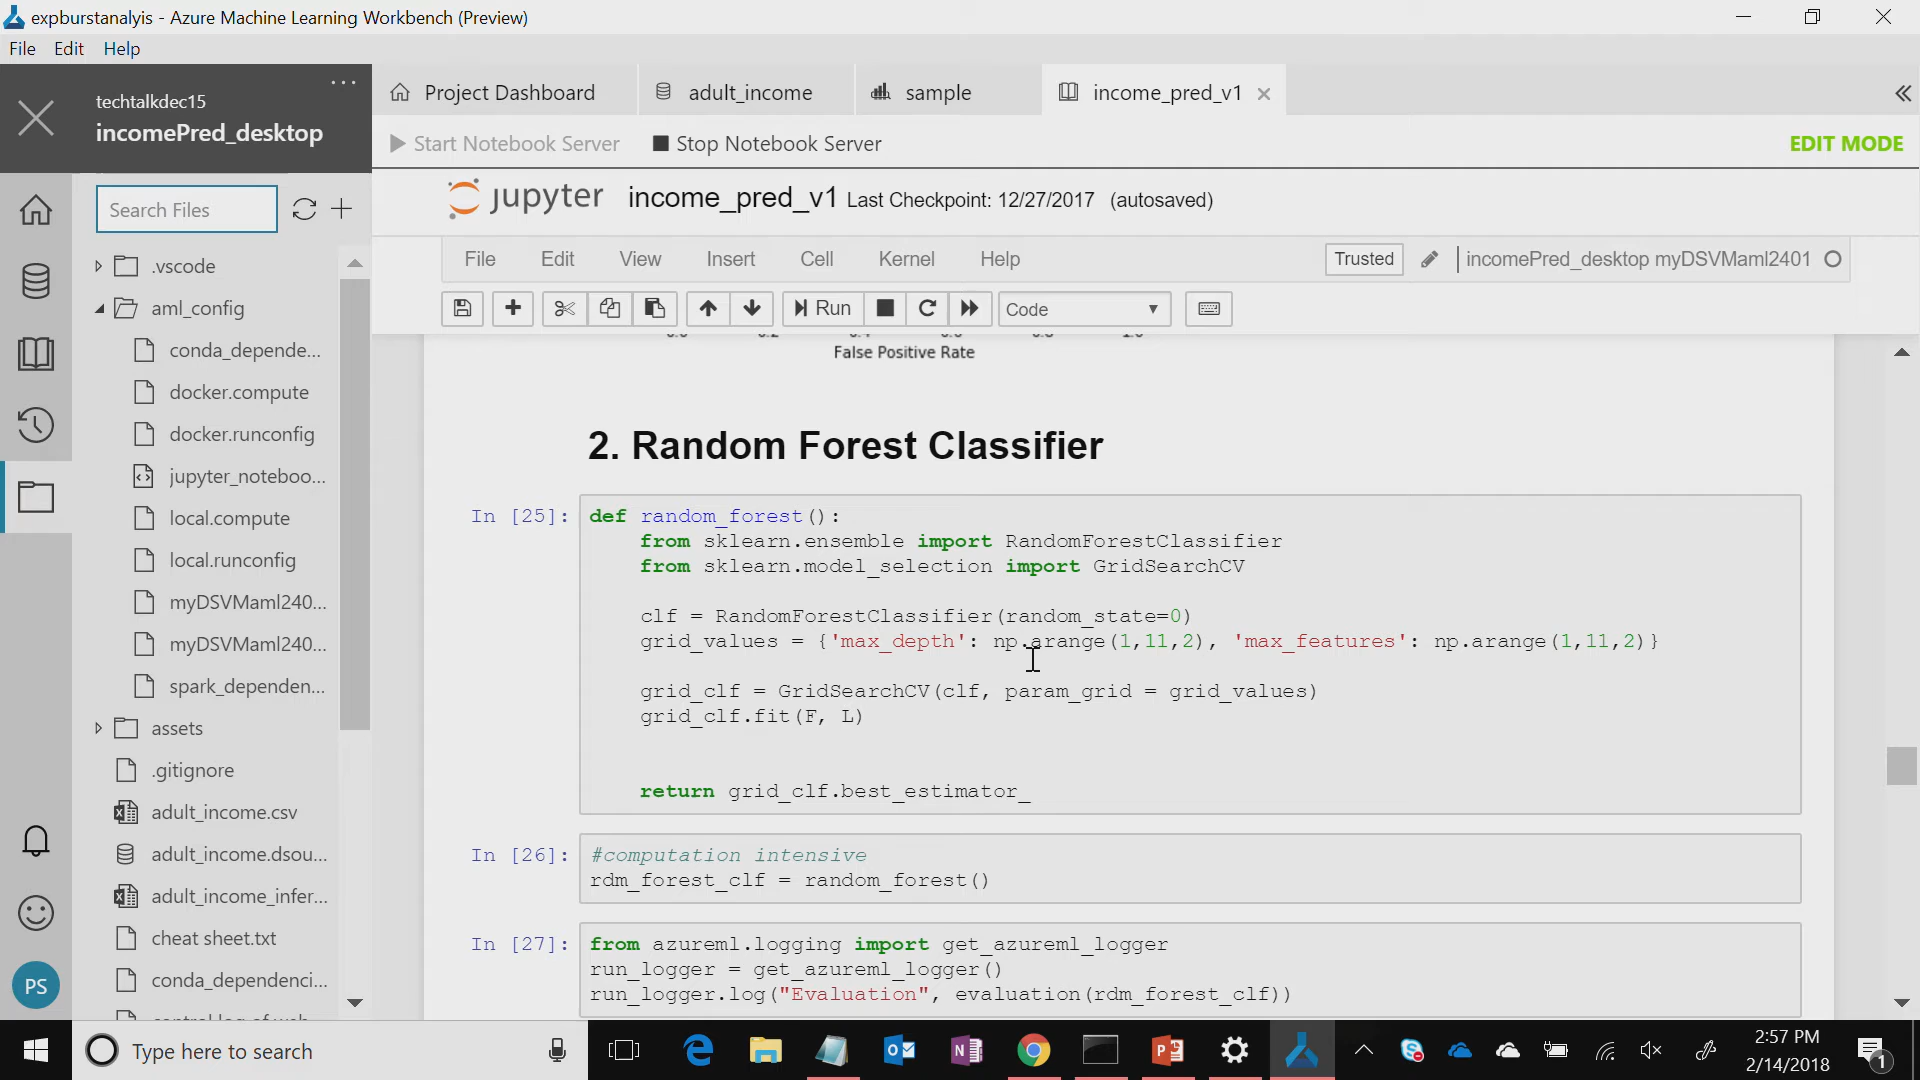 expburstanalyis - Azure Machine Learning Workbench (Preview)
File Edit Help
techtalkdec15
incomePred_desktop
Project Dashboard
adult_income
sample
income_pred_v1
Start Notebook Server
Stop Notebook Server
EDIT MODE
Search Files
.vscode
aml_config
conda_depende...
docker.compute
docker.runconfig
jupyter_noteboo...
local.compute
local.runconfig
myDSVMaml240...
myDSVMaml240...
spark_dependen...
assets
.gitignore
adult_income.csv
adult_income.dsou...
adult_income_infer...
cheat sheet.txt
conda_dependenci...
PS
jupyter income_pred_v1 Last Checkpoint: 12/27/2017 (autosaved)
File Edit View Insert Cell Kernel Help
Trusted
incomePred_desktop myDSVMaml2401
Run
Code
False Positive Rate
2. Random Forest Classifier
In [25]: def random_forest():
from sklearn.ensemble import RandomForestClassifier
from sklearn.model_selection import GridSearchCV
clf = RandomForestClassifier(random_state=0)
grid_values = {'max_depth': np.arange(1,11,2), 'max_features': np.arange(1,11,2)}
grid_clf = GridSearchCV(clf, param_grid = grid_values)
grid_clf.fit(F, L)
return grid_clf.best_estimator_
In [26]: #computation intensive
rdm_forest_clf = random_forest()
In [27]: from azureml.logging import get_azureml_logger
run_logger = get_azureml_logger()
run_logger.log("Evaluation", evaluation(rdm_forest_clf))
Type here to search
2:57 PM
2/14/2018
1